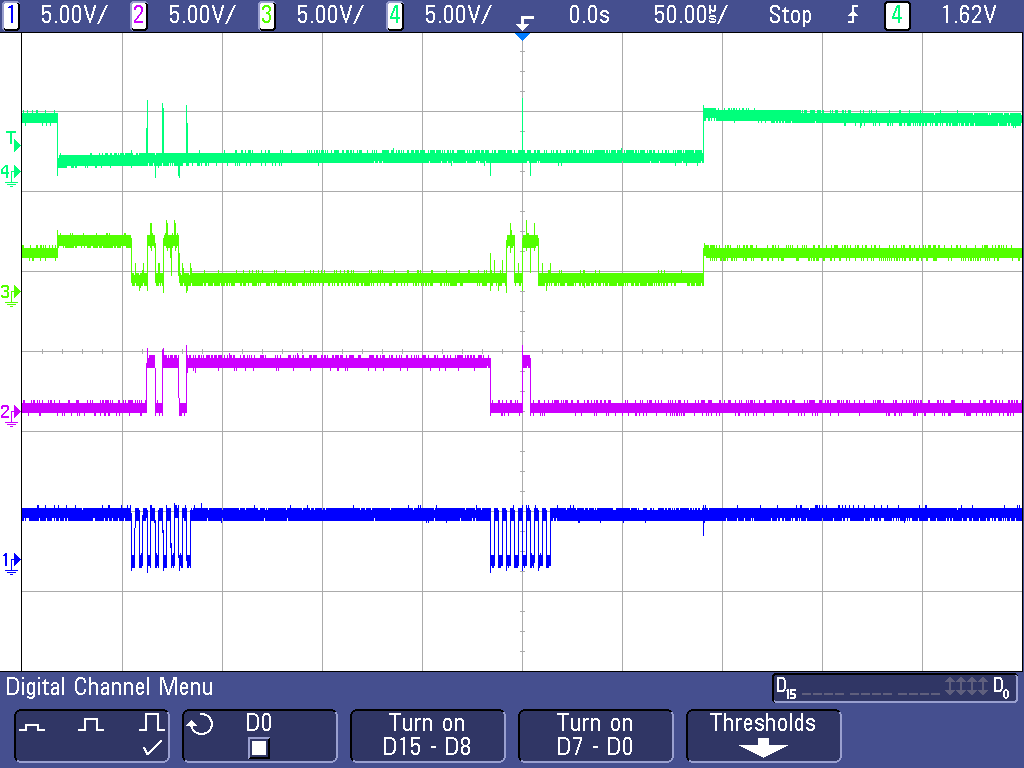 1 5.00V/ 2 5.00V/ 3 5.00V/ 4 5.00V/ 0.0s 50.00µs/ Stop 4 1.62V
T
4
3
2
1
Digital Channel Menu
D15 D0
D0
Turn on
D15 - D8
Turn on
D7 - D0
Thresholds